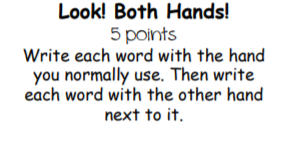 Look! Both Hands!
5 points
Write each word with the hand
you normally use. Then write
each word with the other hand
next to it.